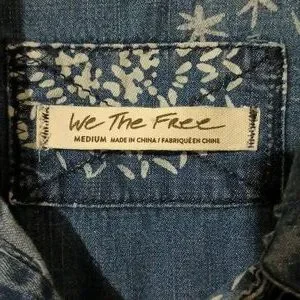 We The Free
MEDIUM MADE IN CHINA / FABRIQUÉ EN CHINE